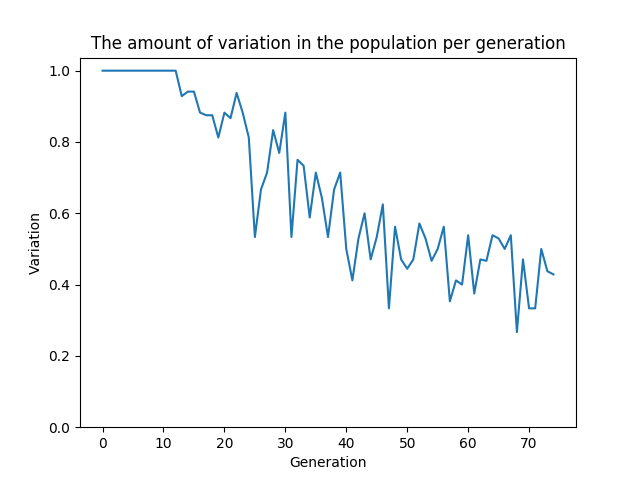 The amount of variation in the population per generation
1.0
0.8
0.6
0.4
0.2
0.0
Variation
0 10 20 30 40 50 60 70
Generation